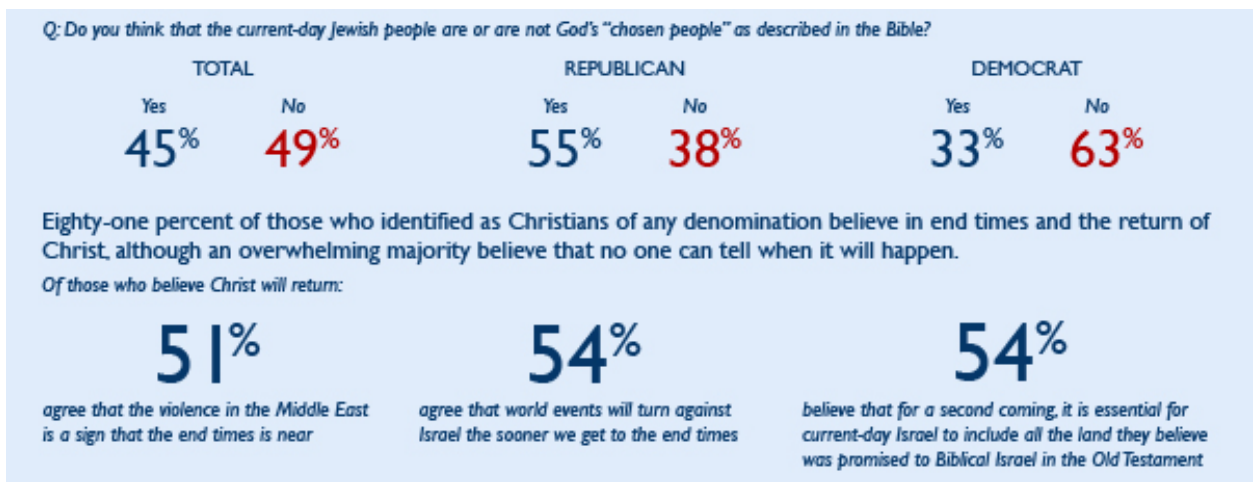 Q: Do you think that the current-day Jewish people are or are not God's “chosen people” as described in the Bible?
TOTAL
Yes No
45% 49%
REPUBLICAN
Yes No
55% 38%
DEMOCRAT
Yes No
33% 63%
Eighty-one percent of those who identified as Christians of any denomination believe in end times and the return of
Christ, although an overwhelming majority believe that no one can tell when it will happen.
Of those who believe Christ will return:
51%
agree that the violence in the Middle East
is a sign that the end times is near
54%
agree that world events will turn against
Israel the sooner we get to the end times
54%
believe that for a second coming, it is essential for
current-day Israel to include all the land they believe
was promised to Biblical Israel in the Old Testament